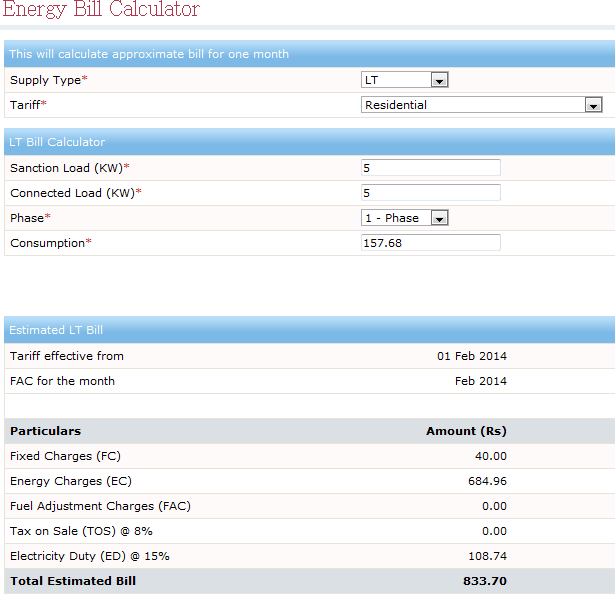 Energy Bill Calculator
This will calculate approximate bill for one month
Supply Type* LT
Tariff* Residential
LT Bill Calculator
Sanction Load (KW)* 5
Connected Load (KW)* 5
Phase* 1 - Phase
Consumption* 157.68
Estimated LT Bill
Tariff effective from 01 Feb 2014
FAC for the month Feb 2014
Particulars Amount (Rs)
Fixed Charges (FC) 40.00
Energy Charges (EC) 684.96
Fuel Adjustment Charges (FAC) 0.00
Tax on Sale (TOS) @ 8% 0.00
Electricity Duty (ED) @ 15% 108.74
Total Estimated Bill 833.70